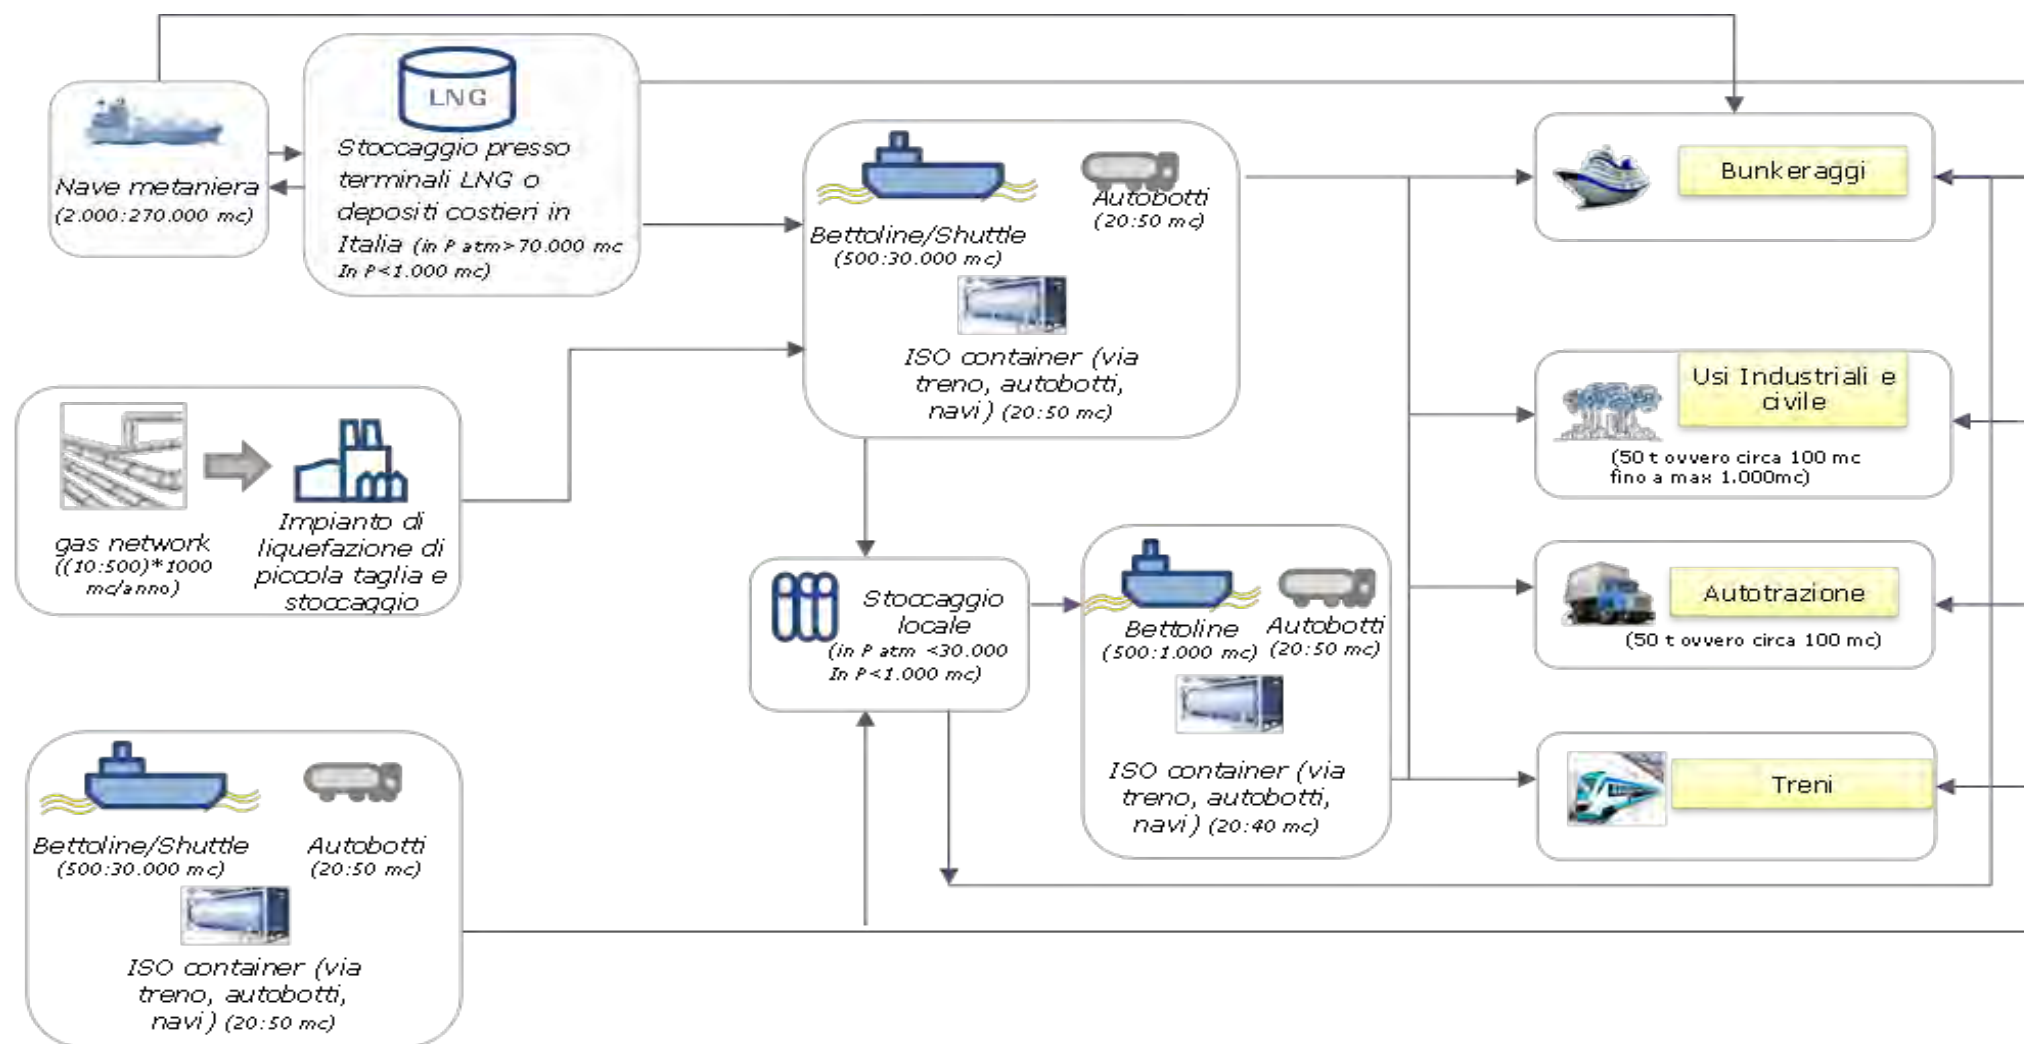 LNG
Nave metaniera
(2.000:270.000 mc)
Stoccaggio presso
terminali LNG o
depositi costieri in
Italia (in P atm>70.000 mc
In P<1.000 mc)
Bettoline/Shuttle
(500:30.000 mc)
Autobotti
(20:50 mc)
ISO container (via
treno, autobotti,
navi) (20:50 mc)
Bunkeraggi
Usi Industriali e
civile
(50 t ovvero circa 100 mc
fino a max 1.000mc)
gas network
((10:500)*1000
mc/anno)
Impianto di
liquefazione di
piccola taglia e
stoccaggio
Stoccaggio
locale
(in P atm <30.000
In P<1.000 mc)
Bettoline
(500:1.000 mc)
Autobotti
(20:50 mc)
ISO container (via
treno, autobotti,
navi) (20:40 mc)
Autotrazione
(50 t ovvero circa 100 mc)
Treni
Bettoline/Shuttle
(500:30.000 mc)
Autobotti
(20:50 mc)
ISO container (via
treno, autobotti,
navi) (20:50 mc)